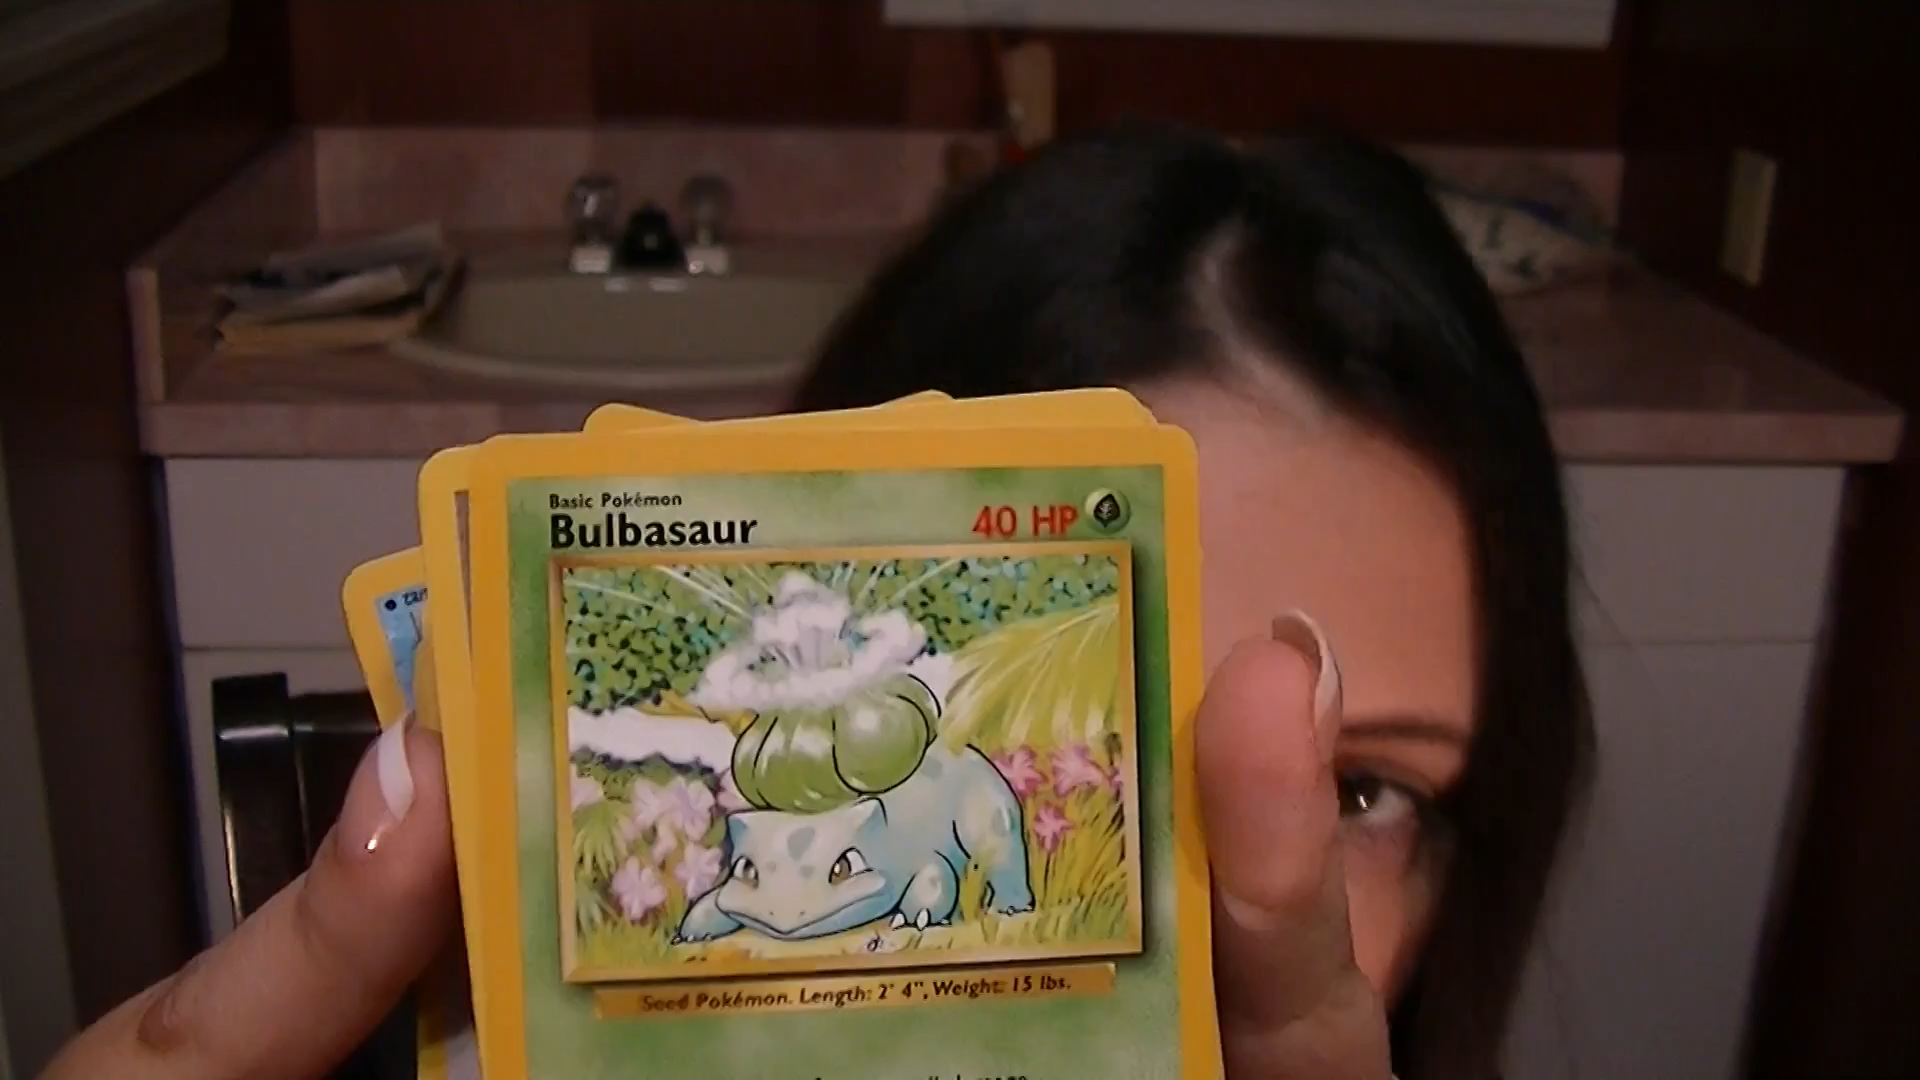 Basic Pokémon
Bulbasaur
40 HP
Seed Pokémon. Length: 2' 4", Weight: 15 lbs.